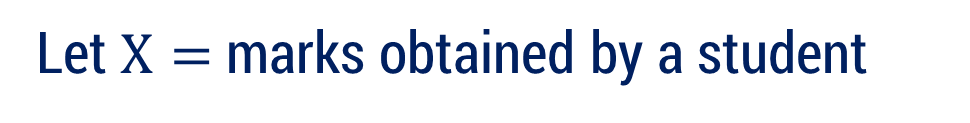 Let X = marks obtained by a student